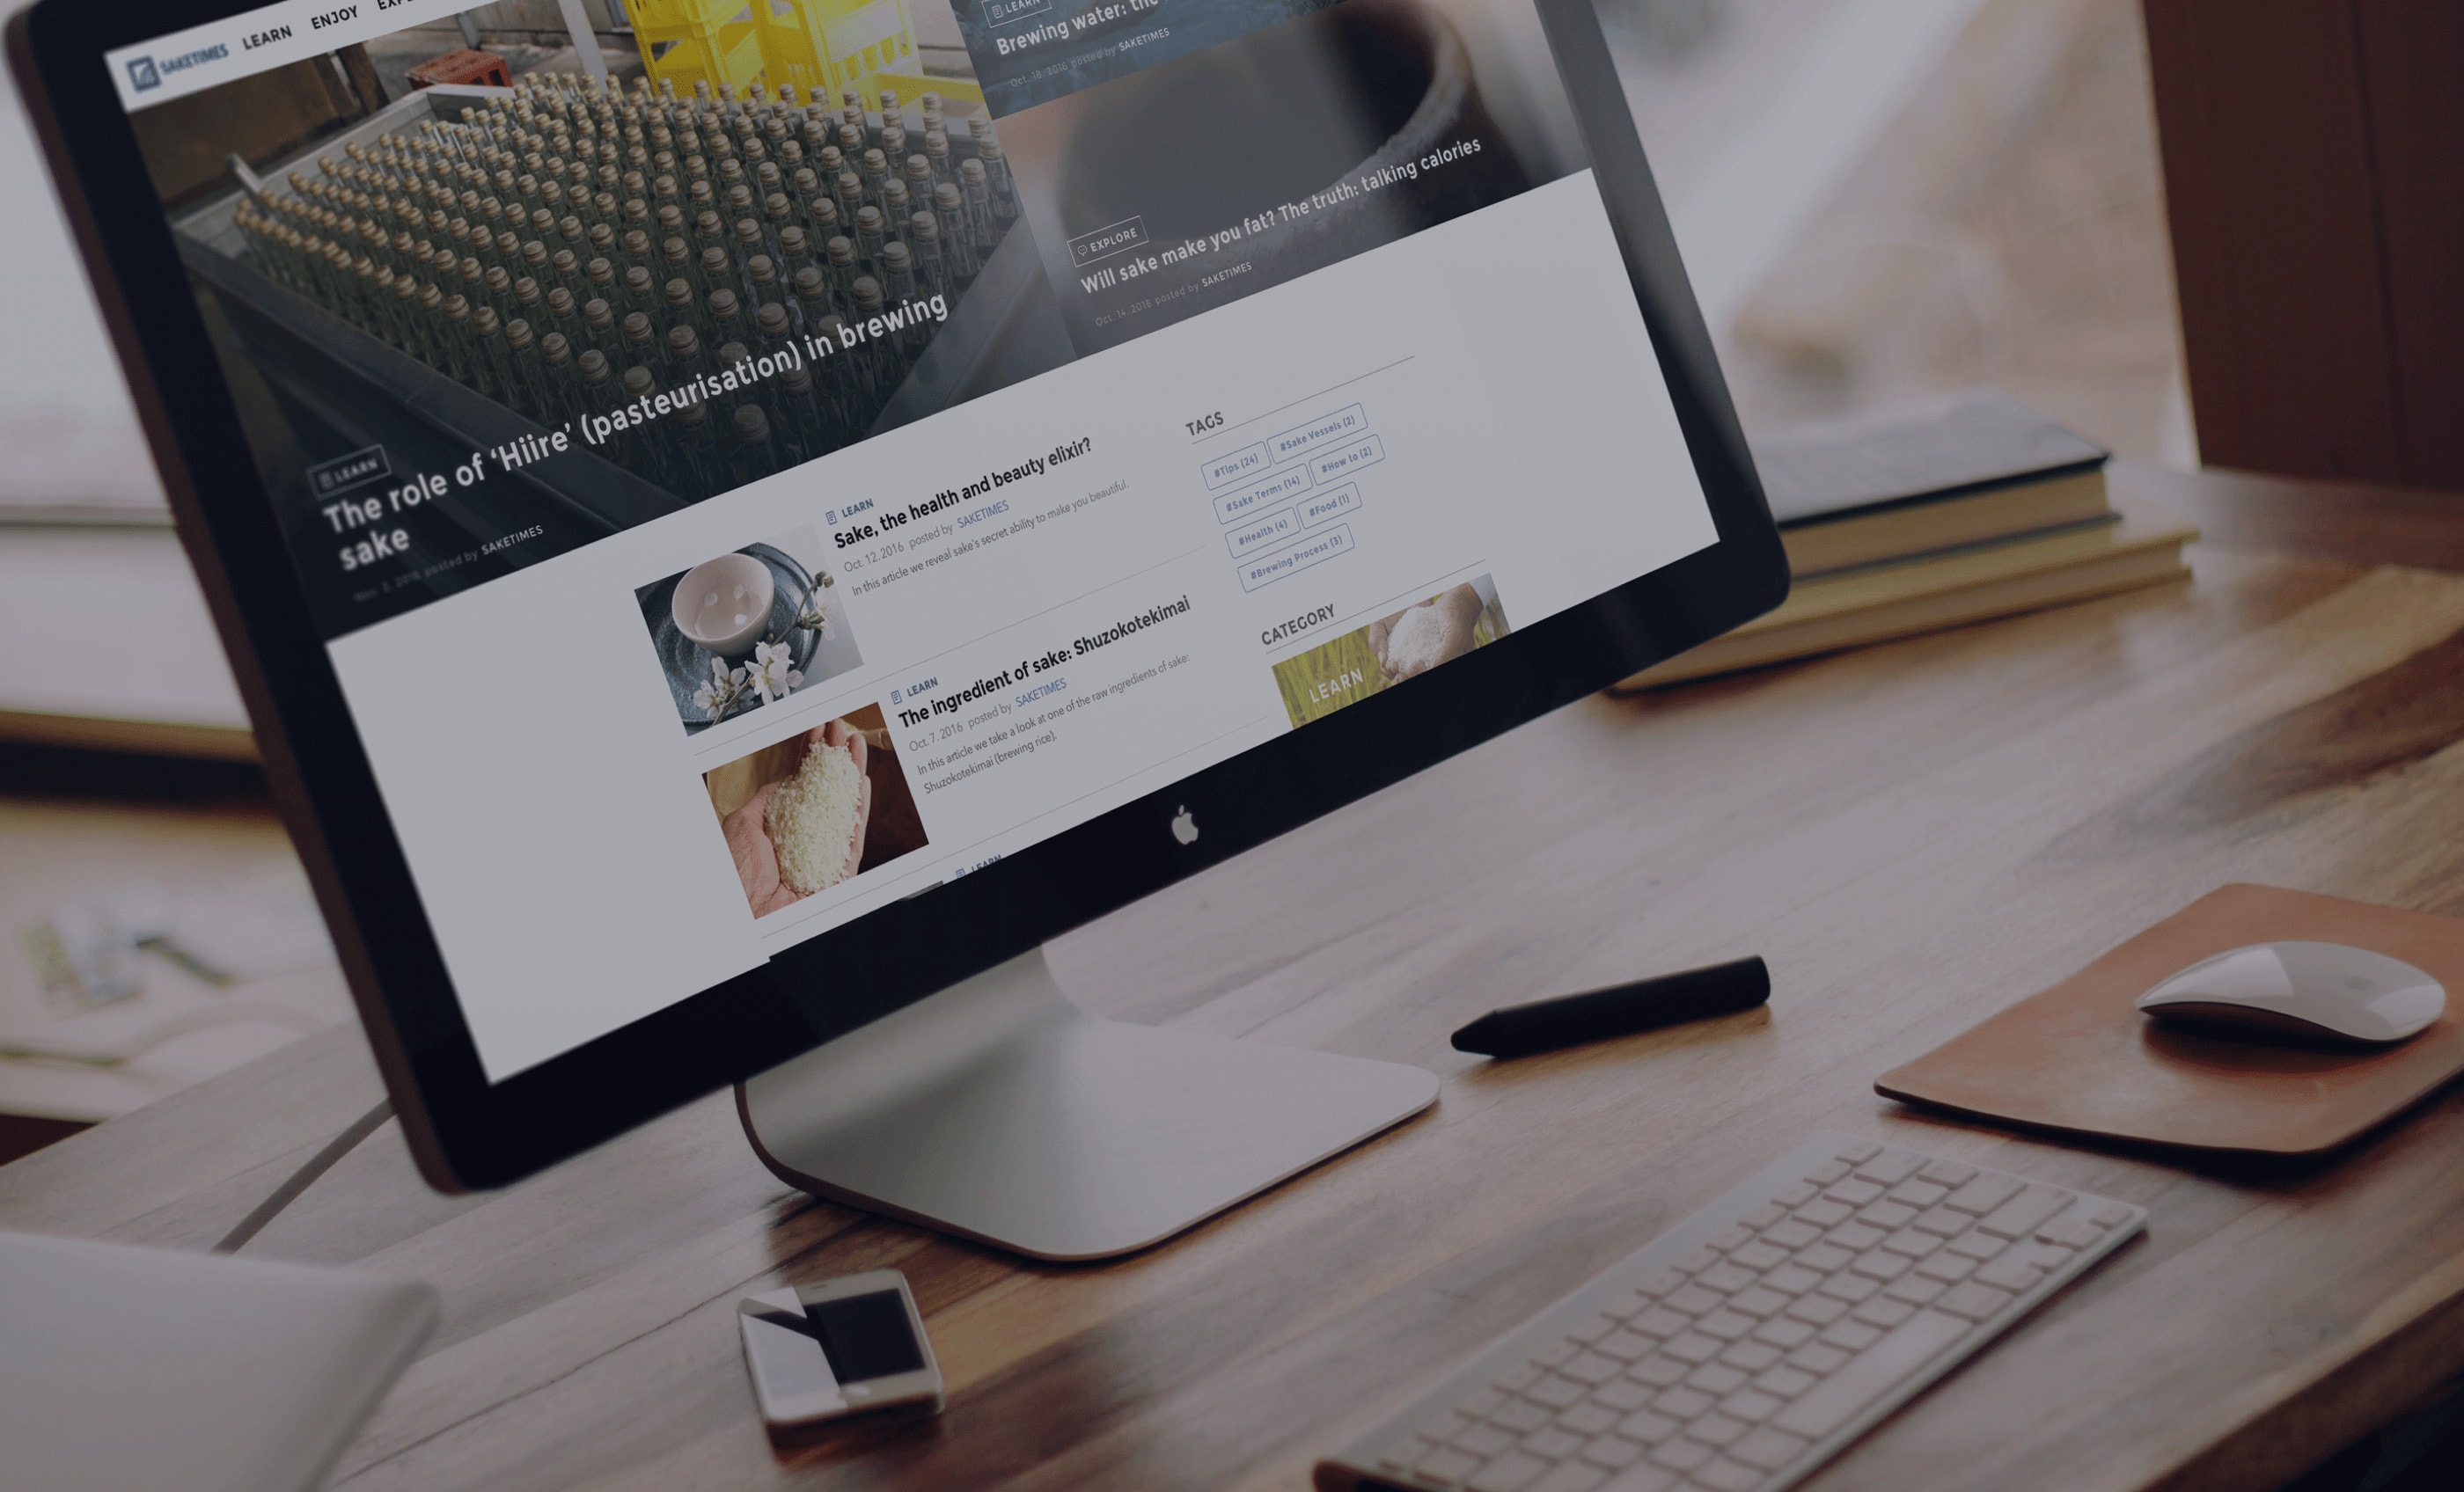 SAKETIMES LEARN ENJOY
LEARN
The role of ‘Hiire’ (pasteurisation) in brewing
sake
Nov. 2. 2016 posted by SAKETIMES
LEARN
Brewing water: the
Oct. 18. 2016 posted by SAKETIMES
EXPLORE
Will sake make you fat? The truth: talking calories
Oct. 14. 2016 posted by SAKETIMES
LEARN
Sake, the health and beauty elixir?
Oct. 12. 2016 posted by SAKETIMES
In this article we reveal sake's secret ability to make you beautiful.
LEARN
The ingredient of sake: Shuzokotekimai
Oct. 7. 2016 posted by SAKETIMES
In this article we take a look at one of the raw ingredients of sake:
Shuzokotekimai (brewing rice).
LEARN
TAGS
#Tips (24) #Sake Vessels (2)
#Sake Terms (14) #How to (2)
#Health (4) #Food (1)
#Brewing Process (3)
CATEGORY
LEARN